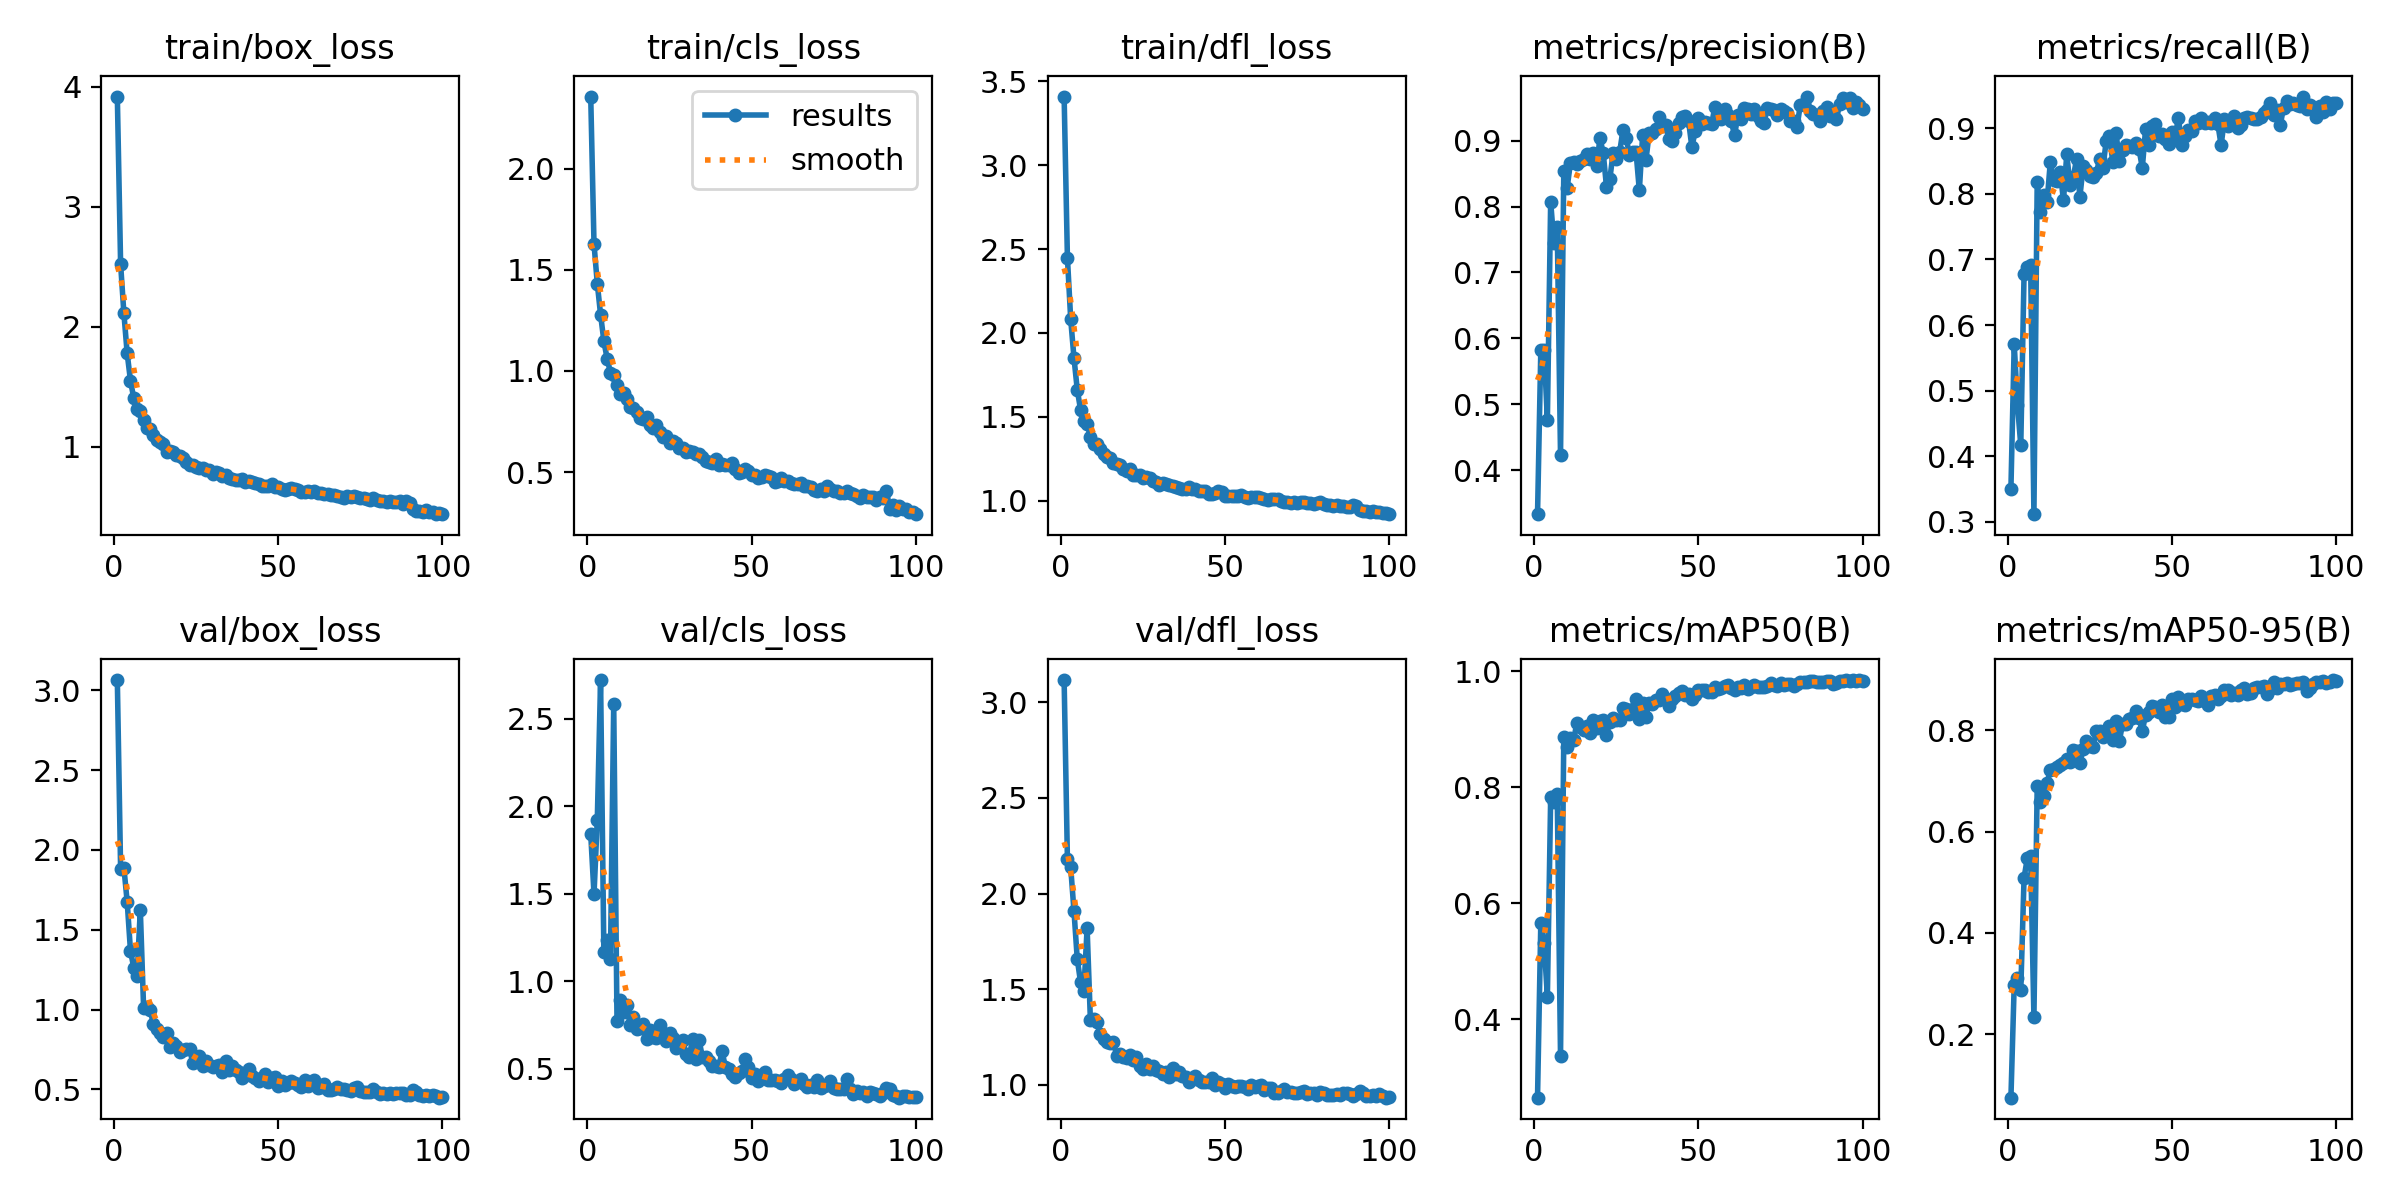 train/box_loss
4
3
2
1
0 50 100
train/cls_loss
results
smooth
2.0
1.5
1.0
0.5
0 50 100
train/dfl_loss
3.5
3.0
2.5
2.0
1.5
1.0
0 50 100
metrics/precision(B)
0.9
0.8
0.7
0.6
0.5
0.4
0 50 100
metrics/recall(B)
0.9
0.8
0.7
0.6
0.5
0.4
0.3
0 50 100
val/box_loss
3.0
2.5
2.0
1.5
1.0
0.5
0 50 100
val/cls_loss
2.5
2.0
1.5
1.0
0.5
0 50 100
val/dfl_loss
3.0
2.5
2.0
1.5
1.0
0 50 100
metrics/mAP50(B)
1.0
0.8
0.6
0.4
0 50 100
metrics/mAP50-95(B)
0.8
0.6
0.4
0.2
0 50 100